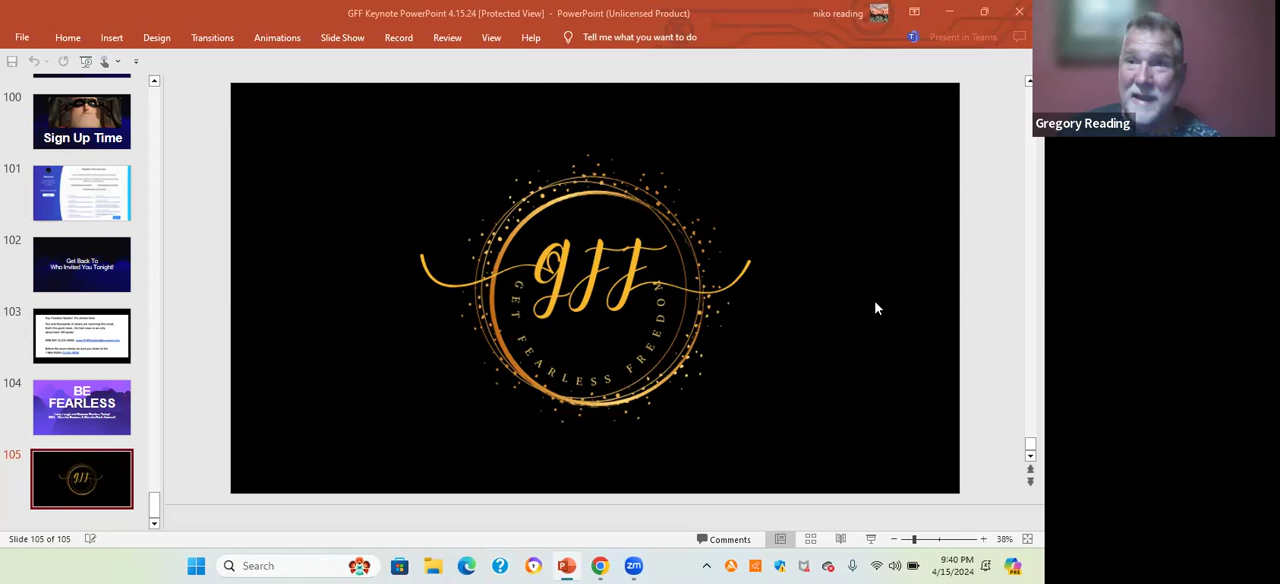 GFF Keynote PowerPoint 4.15.24 [Protected View] - PowerPoint (Unlicensed Product)
niko reading
File Home Insert Design Transitions Animations Slide Show Record Review View Help Tell me what you want to do
Present in Teams
Gregory Reading
100
Sign Up Time
101
102
Get Back To
Who Invited You Tonight!
103
104
BE
FEARLESS
105
gff
gff
GET FEARLESS FREEDOM
Slide 105 of 105
Comments
38%
Search
zm
9:40 PM
4/15/2024
PRE